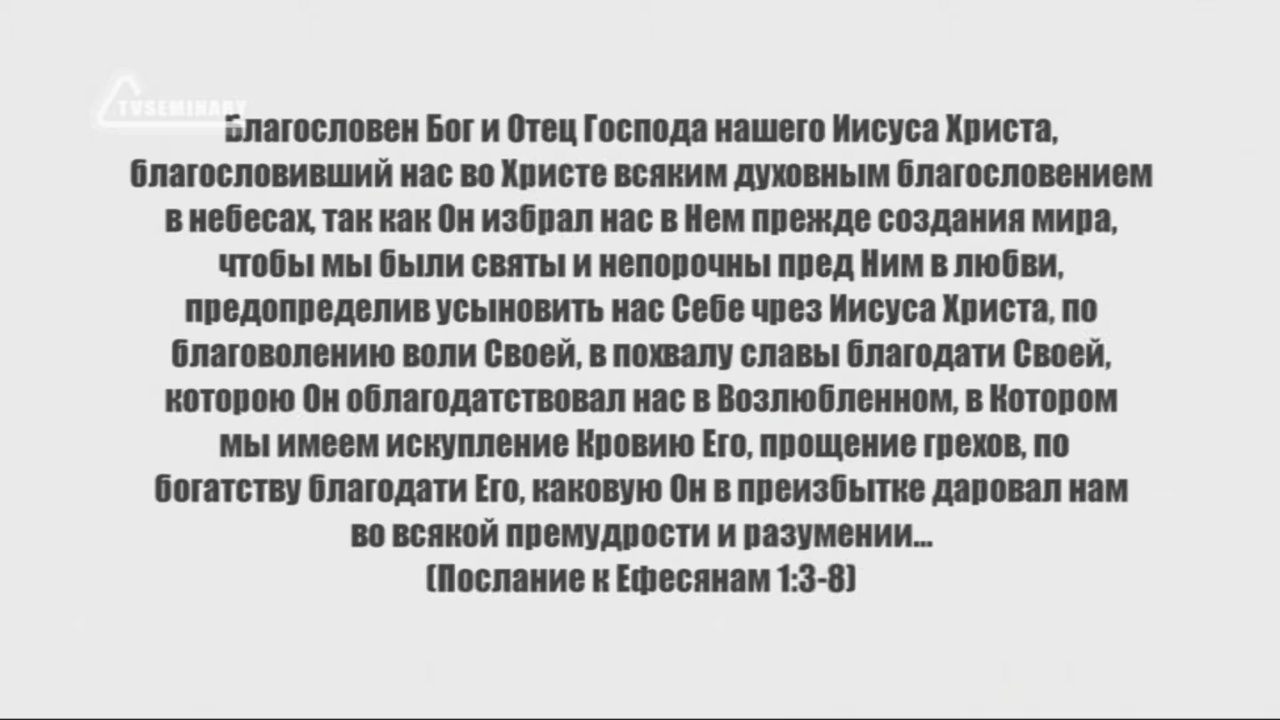 TVSEMINARY
Благословен Бог и Отец Господа нашего Иисуса Христа,
благословивший нас во Христе всяким духовным благословением
в небесах, так как Он избрал нас в Нем прежде создания мира,
чтобы мы были святы и непорочны пред Ним в любви,
предопределив усыновить нас Себе чрез Иисуса Христа, по
благоволению воли Своей, в похвалу славы благодати Своей,
которою Он облагодатствовал нас в Возлюбленном, в Котором
мы имеем искупление Кровию Его, прощение грехов, по
богатству благодати Его, каковую Он в преизбытке даровал нам
во всякой премудрости и разумении...
(Послание к Ефесянам 1:3-8)